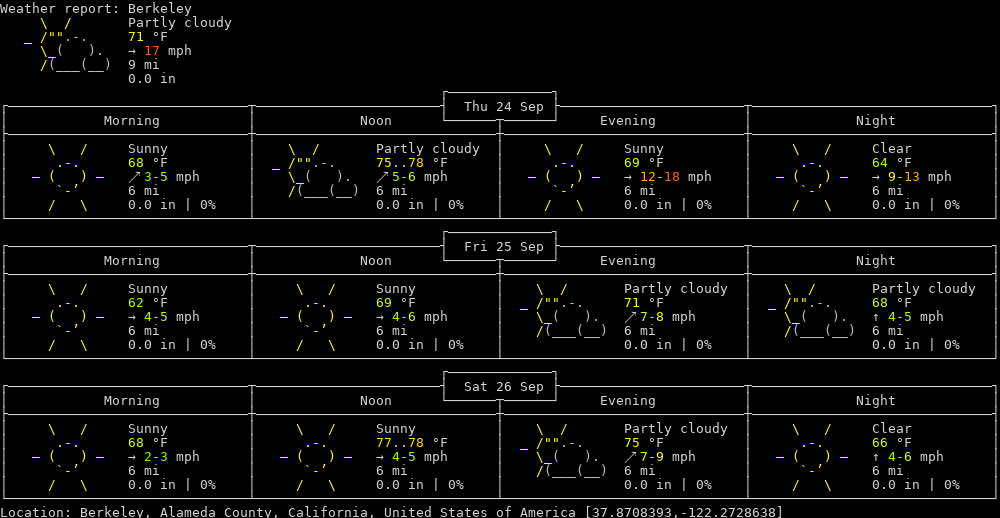 Weather report: Berkeley
Partly cloudy
71 °F
→ 17 mph
9 mi
0.0 in
Thu 24 Sep
Morning Noon Evening Night
Sunny Partly cloudy Sunny Clear
68 °F 75..78 °F 69 °F 64 °F
↗ 3-5 mph ↗ 5-6 mph → 12-18 mph → 9-13 mph
6 mi 6 mi 6 mi 6 mi
0.0 in | 0% 0.0 in | 0% 0.0 in | 0% 0.0 in | 0%
Fri 25 Sep
Morning Noon Evening Night
Sunny Sunny Partly cloudy Partly cloudy
62 °F 69 °F 71 °F 68 °F
→ 4-5 mph → 4-6 mph ↗ 7-8 mph ↑ 4-5 mph
6 mi 6 mi 6 mi 6 mi
0.0 in | 0% 0.0 in | 0% 0.0 in | 0% 0.0 in | 0%
Sat 26 Sep
Morning Noon Evening Night
Sunny Sunny Partly cloudy Clear
68 °F 77..78 °F 75 °F 66 °F
→ 2-3 mph → 4-5 mph ↗ 7-9 mph ↑ 4-6 mph
6 mi 6 mi 6 mi 6 mi
0.0 in | 0% 0.0 in | 0% 0.0 in | 0% 0.0 in | 0%
Location: Berkeley, Alameda County, California, United States of America [37.8708393,-122.2728638]